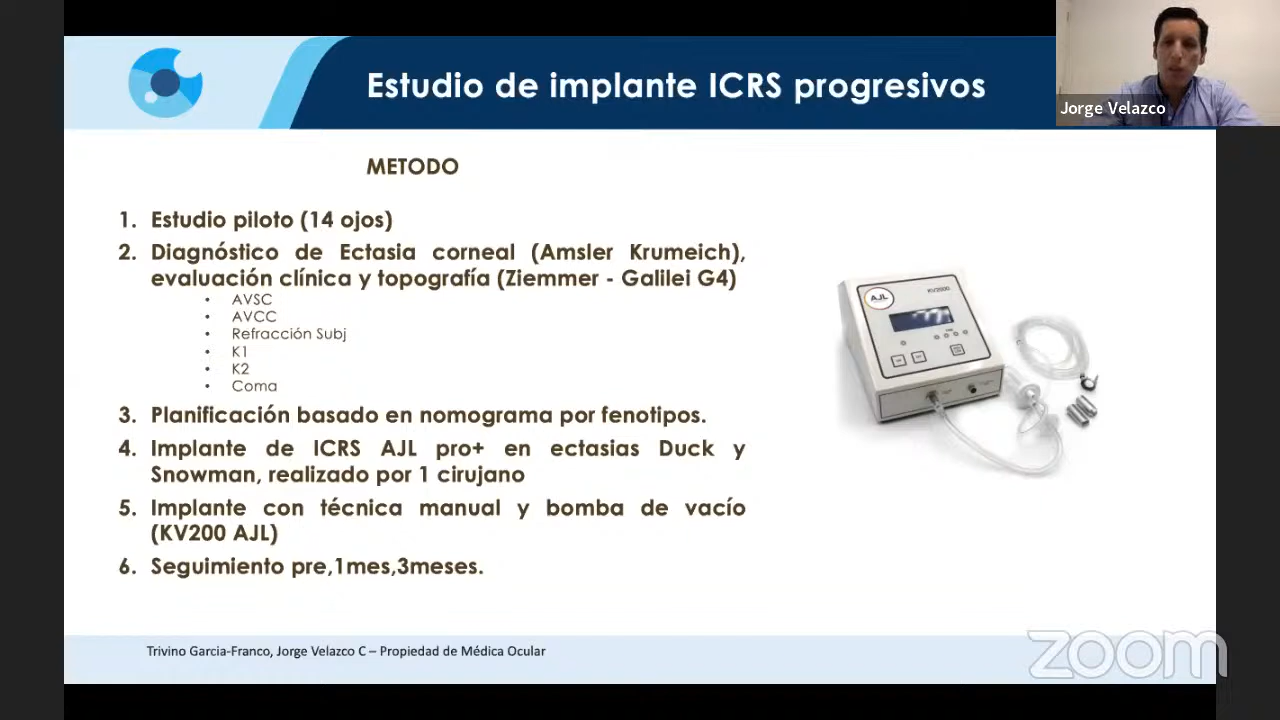 Estudio de implante ICRS progresivos
Jorge Velazco
METODO
1. Estudio piloto (14 ojos)
2. Diagnóstico de Ectasia corneal (Amsler Krumeich),
evaluación clínica y topografía (Ziemmer - Galilei G4)
• AVSC
• AVCC
• Refracción Subj
• K1
• K2
• Coma
3. Planificación basado en nomograma por fenotipos.
4. Implante de ICRS AJL pro+ en ectasias Duck y
Snowman, realizado por 1 cirujano
5. Implante con técnica manual y bomba de vacío
(KV200 AJL)
6. Seguimiento pre,1mes,3meses.
AJL
KV2000
Trivino Garcia-Franco, Jorge Velazco C – Propiedad de Médica Ocular
zoom